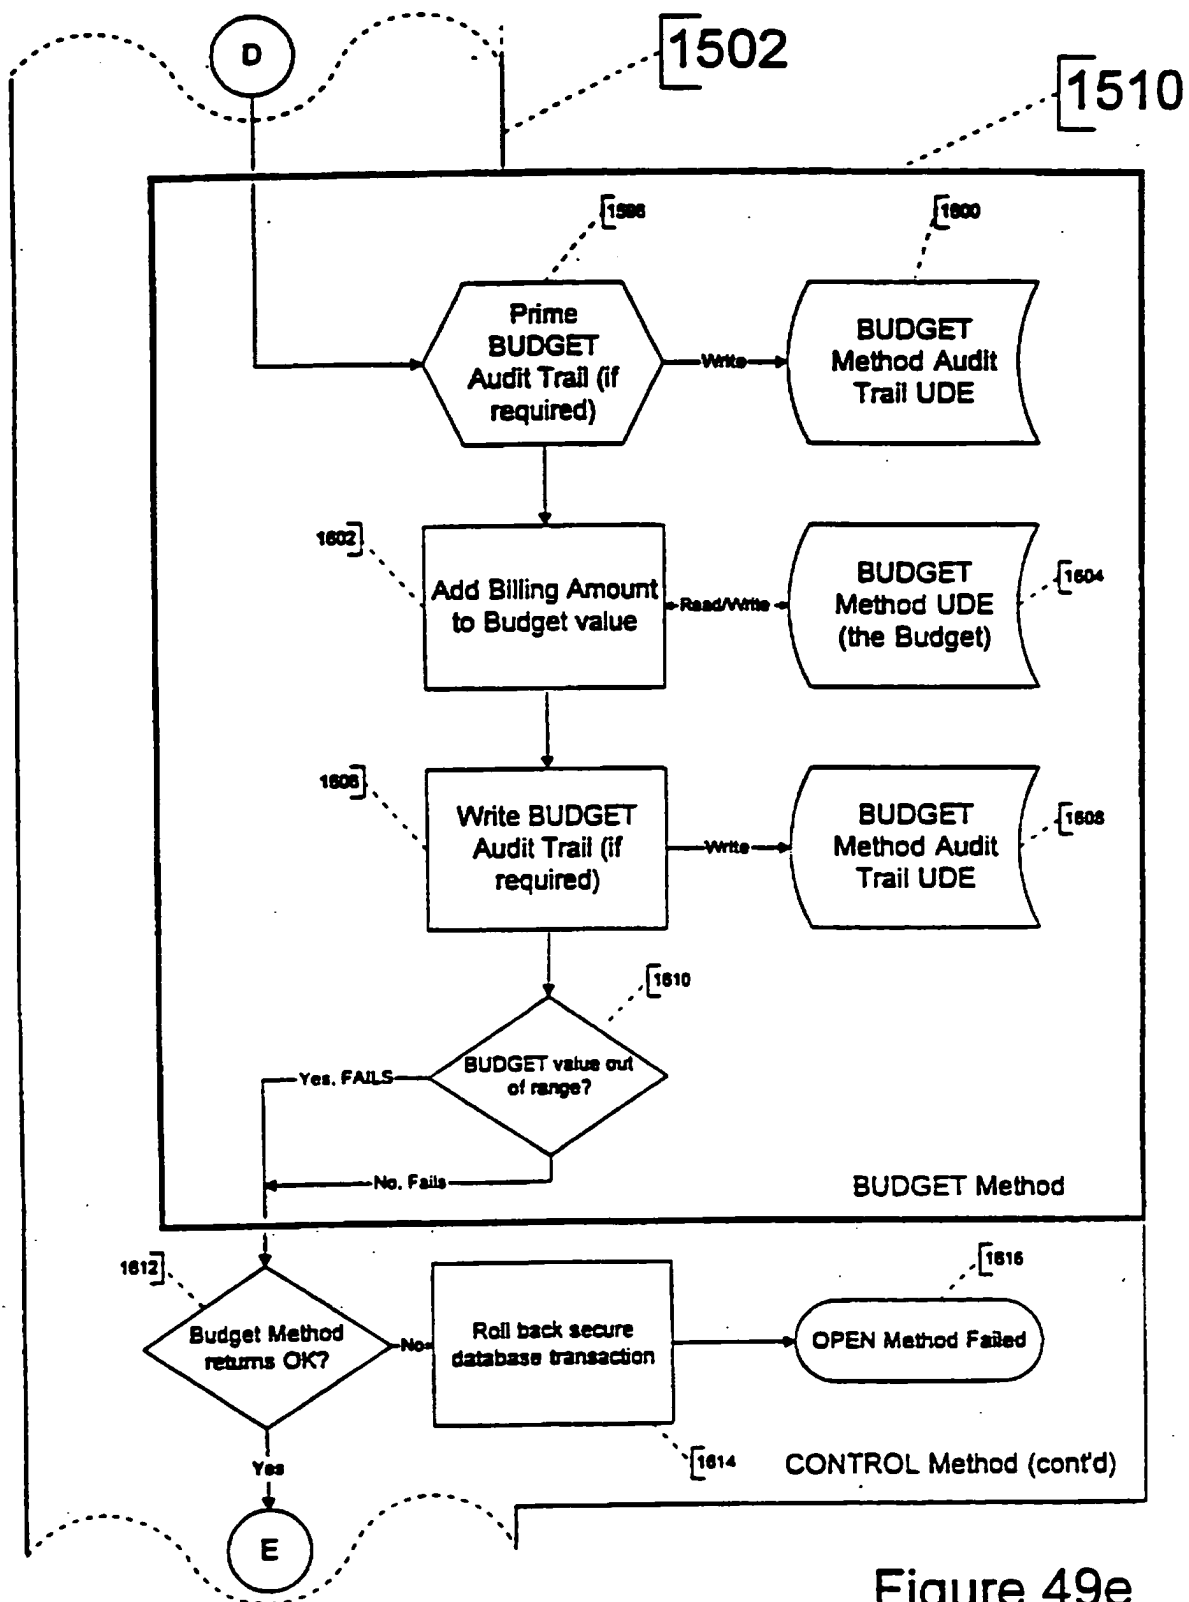 D
1502
1510
1596
1600
Prime
BUDGET
Audit Trail (if
required)
Write
BUDGET
Method Audit
Trail UDE
1602
Add Billing Amount
to Budget value
Read/Write
BUDGET
Method UDE
(the Budget)
1604
1606
Write BUDGET
Audit Trail (if
required)
Write
BUDGET
Method Audit
Trail UDE
1608
1610
BUDGET value out
of range?
Yes, FAILS
No, Fails
BUDGET Method
1612
Budget Method
returns OK?
No
Roll back secure
database transaction
1616
OPEN Method Failed
1614
CONTROL Method (cont'd)
Yes
E
Figure 49e